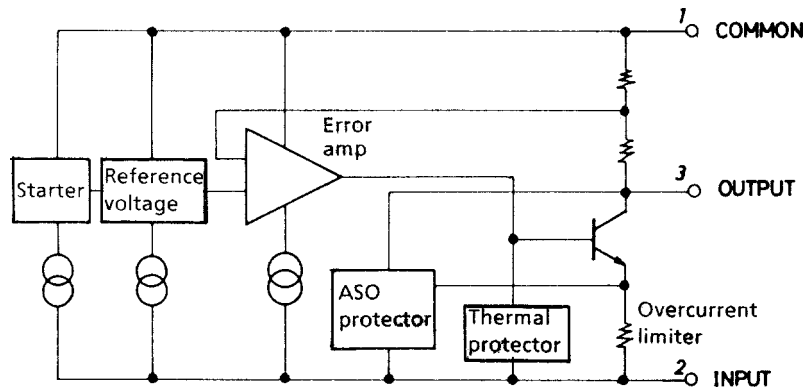 1
COMMON
Error
amp
Starter
Reference
voltage
3
OUTPUT
ASO
protector
Thermal
protector
Overcurrent
limiter
2
INPUT